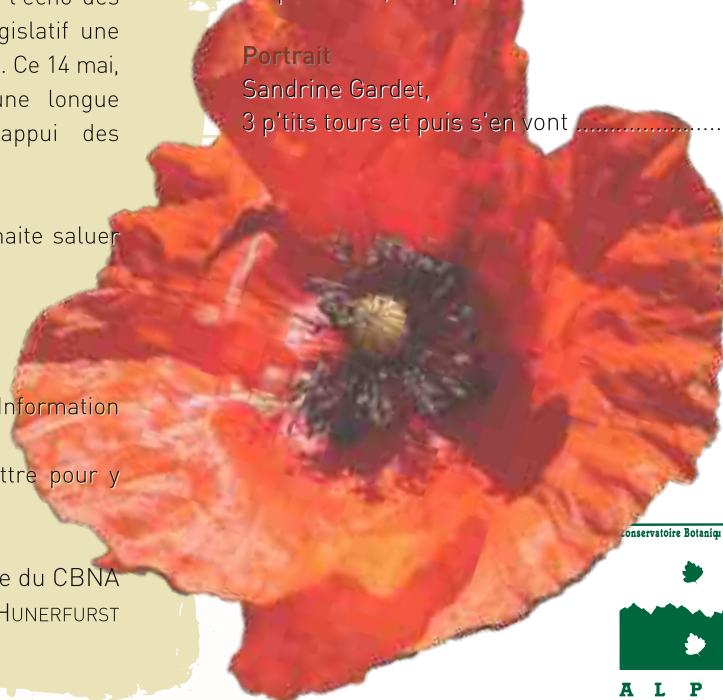 gislatif une
. Ce 14 mai,
une longue
appui des
haite saluer
Information
ttre pour y
e du CBNA
HUNERFURST
Portrait
Sandrine Gardet,
3 p'tits tours et puis s'en vont ......................
Conservatoire Botaniqu
A L P